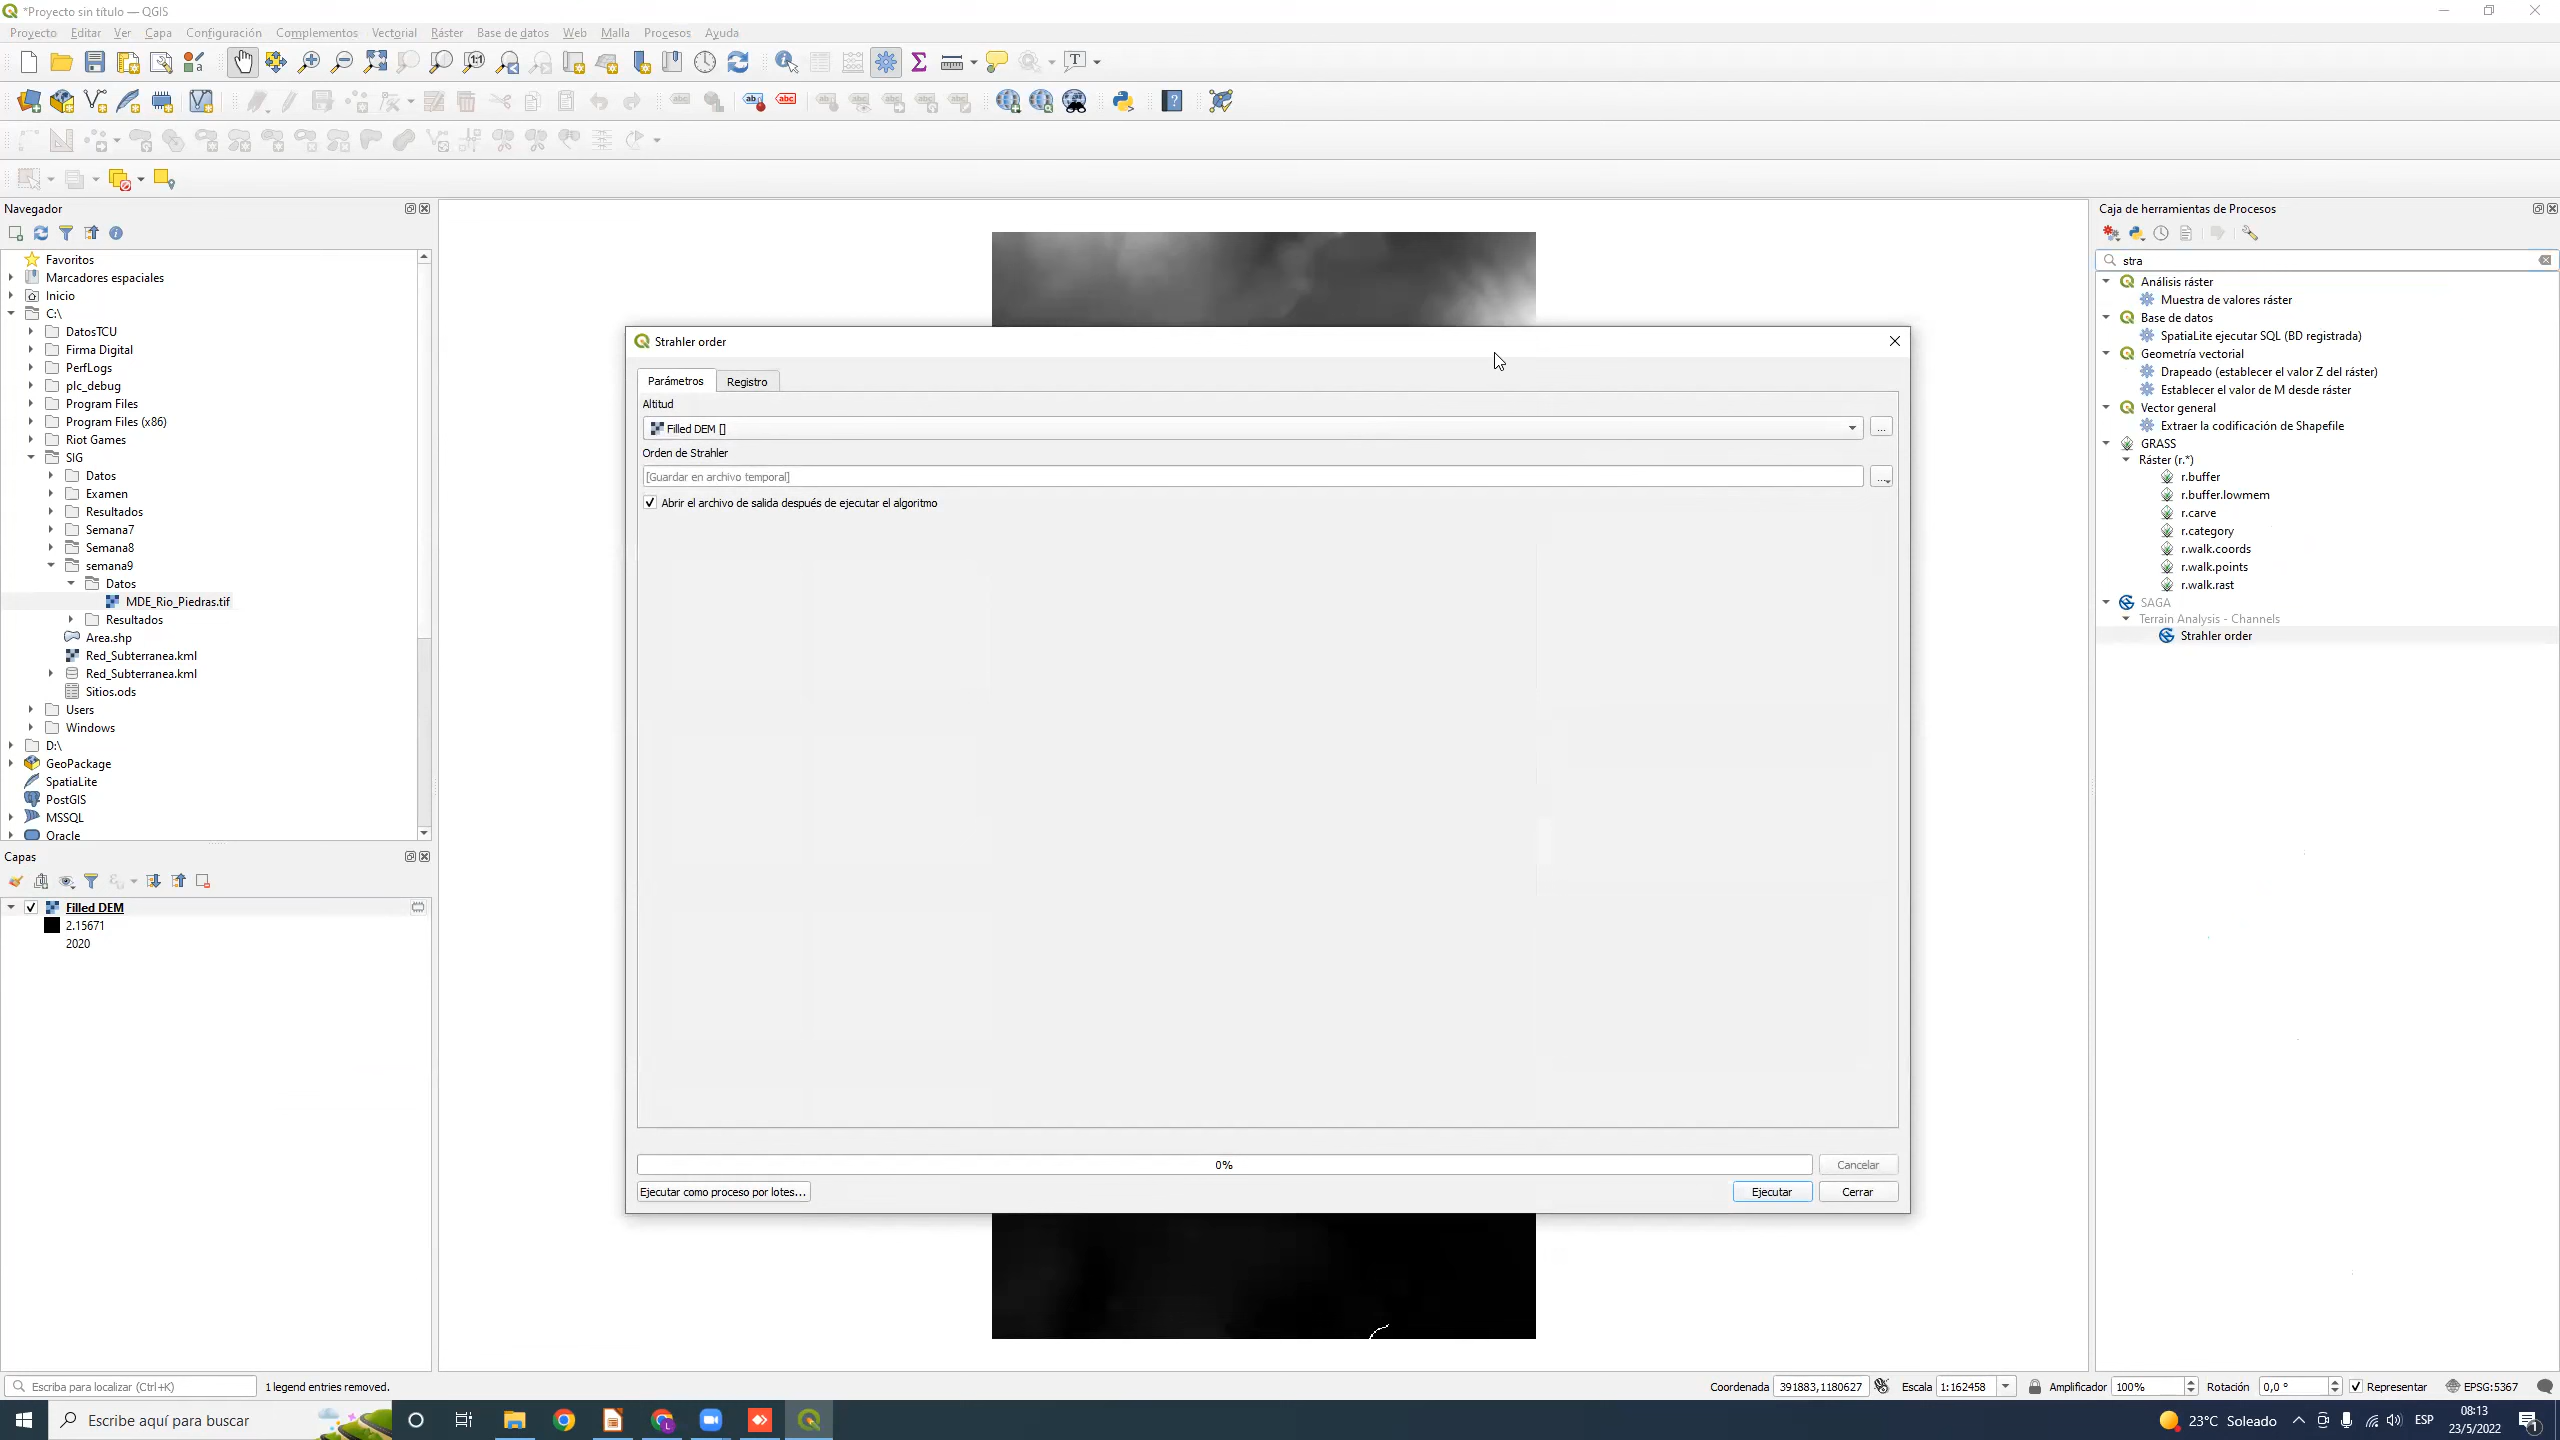 *Proyecto sin título — QGIS
Proyecto Editar Ver Capa Configuración Complementos Vectorial Ráster Base de datos Web Malla Procesos Ayuda
Navegador
Favoritos
Marcadores espaciales
Inicio
C:\
DatosTCU
Firma Digital
PerfLogs
plc_debug
Program Files
Program Files (x86)
Riot Games
SIG
Datos
Examen
Resultados
Semana7
Semana8
semana9
Datos
MDE_Rio_Piedras.tif
Resultados
Area.shp
Red_Subterranea.kml
Red_Subterranea.kml
Sitios.ods
Users
Windows
D:\
GeoPackage
SpatiaLite
PostGIS
MSSQL
Oracle
Capas
Filled DEM
2.15671
2020
Strahler order
Parámetros Registro
Altitud
Filled DEM []
...
Orden de Strahler
[Guardar en archivo temporal]
...
Abrir el archivo de salida después de ejecutar el algoritmo
0%
Cancelar
Ejecutar como proceso por lotes...
Ejecutar
Cerrar
Caja de herramientas de Procesos
stra
Análisis ráster
Muestra de valores ráster
Base de datos
SpatiaLite ejecutar SQL (BD registrada)
Geometría vectorial
Drapeado (establecer el valor Z del ráster)
Establecer el valor de M desde ráster
Vector general
Extraer la codificación de Shapefile
GRASS
Ráster (r.*)
r.buffer
r.buffer.lowmem
r.carve
r.category
r.walk.coords
r.walk.points
r.walk.rast
SAGA
Terrain Analysis - Channels
Strahler order
Escriba para localizar (Ctrl+K) 1 legend entries removed. Coordenada 391883,1180627 Escala 1:162458 Amplificador 100% Rotación 0,0 ° Representar EPSG:5367
Escribe aquí para buscar
23°C Soleado
ESP
08:13
23/5/2022
1